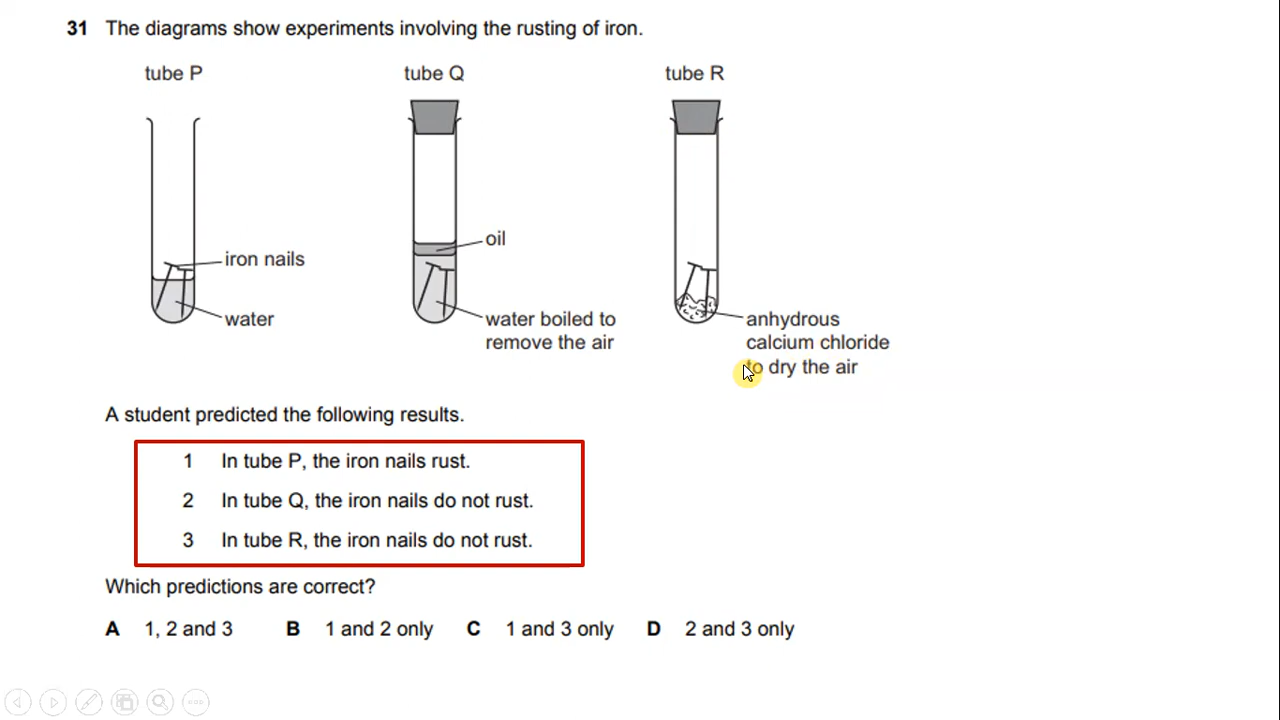 31 The diagrams show experiments involving the rusting of iron.
tube P tube Q tube R
oil
iron nails
water
water boiled to
remove the air
anhydrous
calcium chloride
to dry the air
A student predicted the following results.
1 In tube P, the iron nails rust.
2 In tube Q, the iron nails do not rust.
3 In tube R, the iron nails do not rust.
Which predictions are correct?
A 1, 2 and 3 B 1 and 2 only C 1 and 3 only D 2 and 3 only